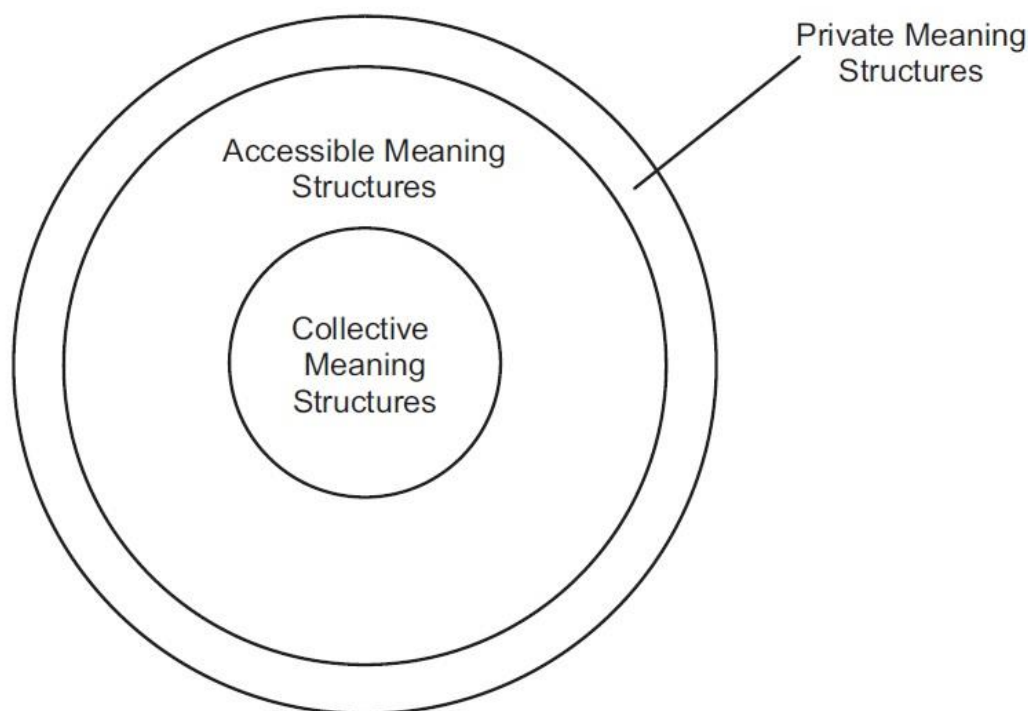 Private Meaning
Structures
Accessible Meaning
Structures
Collective
Meaning
Structures